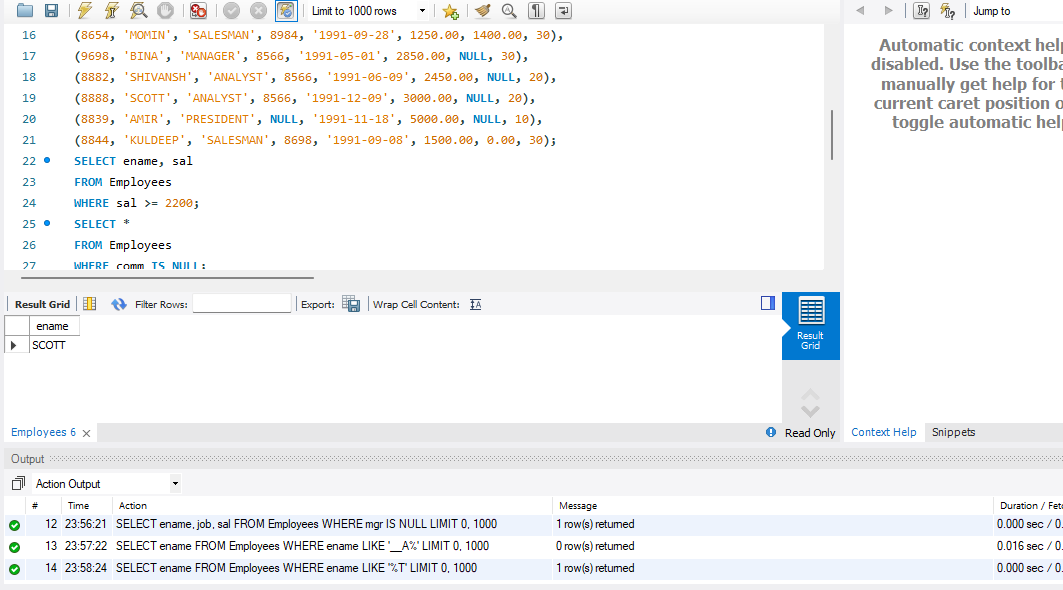 Limit to 1000 rows
Jump to
16 (8654, 'MOMIN', 'SALESMAN', 8984, '1991-09-28', 1250.00, 1400.00, 30),
17 (9698, 'BINA', 'MANAGER', 8566, '1991-05-01', 2850.00, NULL, 30),
18 (8882, 'SHIVANSH', 'ANALYST', 8566, '1991-06-09', 2450.00, NULL, 20),
19 (8888, 'SCOTT', 'ANALYST', 8566, '1991-12-09', 3000.00, NULL, 20),
20 (8839, 'AMIR', 'PRESIDENT', NULL, '1991-11-18', 5000.00, NULL, 10),
21 (8844, 'KULDEEP', 'SALESMAN', 8698, '1991-09-08', 1500.00, 0.00, 30);
22 SELECT ename, sal
23 FROM Employees
24 WHERE sal >= 2200;
25 SELECT *
26 FROM Employees
27 WHERE comm IS NULL;
Automatic context help
disabled. Use the toolba
manually get help for t
current caret position o
toggle automatic help
Result Grid
Filter Rows:
Export:
Wrap Cell Content:
ename
SCOTT
Result
Grid
Employees 6
Read Only
Context Help
Snippets
Output
Action Output
# Time Action Message Duration / Fetc
12 23:56:21 SELECT ename, job, sal FROM Employees WHERE mgr IS NULL LIMIT 0, 1000 1 row(s) returned 0.000 sec / 0.
13 23:57:22 SELECT ename FROM Employees WHERE ename LIKE '__A%' LIMIT 0, 1000 0 row(s) returned 0.016 sec / 0.
14 23:58:24 SELECT ename FROM Employees WHERE ename LIKE '%T' LIMIT 0, 1000 1 row(s) returned 0.000 sec / 0.